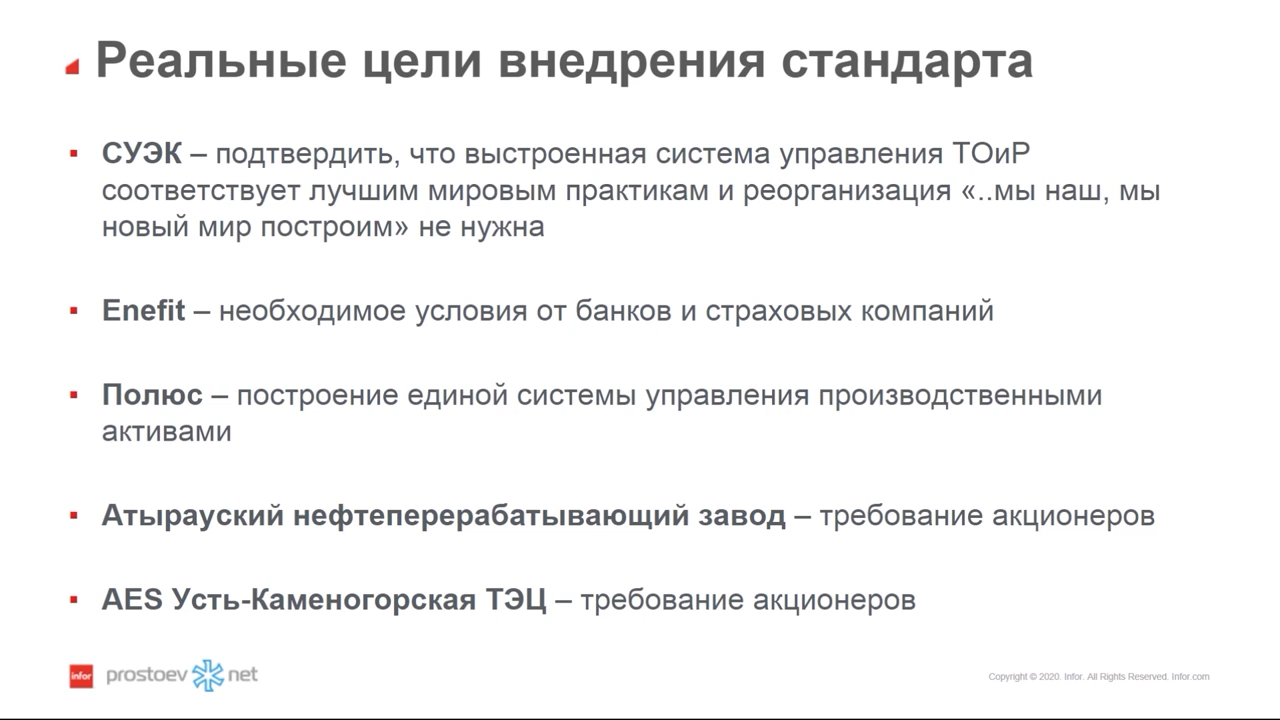 Реальные цели внедрения стандарта
▪ СУЭК – подтвердить, что выстроенная система управления ТОиР
соответствует лучшим мировым практикам и реорганизация «..мы наш, мы
новый мир построим» не нужна
▪ Enefit – необходимое условия от банков и страховых компаний
▪ Полюс – построение единой системы управления производственными
активами
▪ Атырауский нефтеперерабатывающий завод – требование акционеров
▪ AES Усть-Каменогорская ТЭЦ – требование акционеров
infor prostoev net
Copyright © 2020. Infor. All Rights Reserved. Infor.com